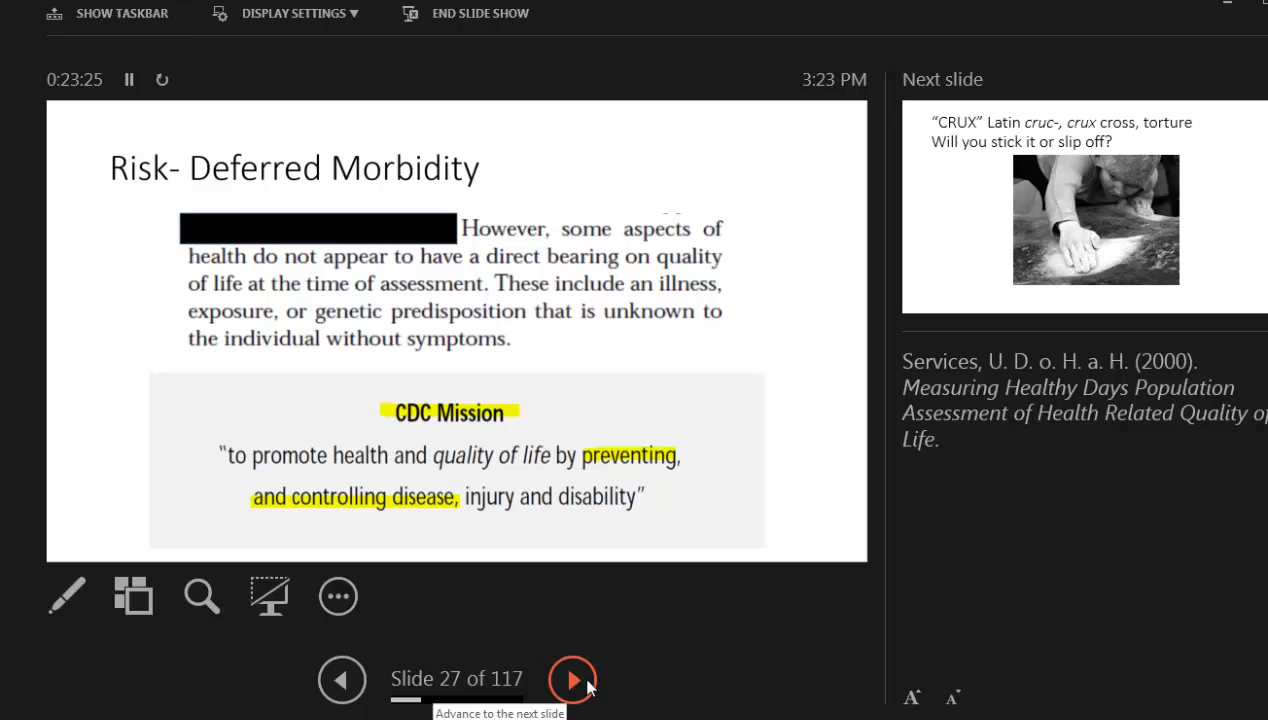 SHOW TASKBAR
DISPLAY SETTINGS ▼
END SLIDE SHOW
0:23:25
3:23 PM
Risk- Deferred Morbidity
However, some aspects of
health do not appear to have a direct bearing on quality
of life at the time of assessment. These include an illness,
exposure, or genetic predisposition that is unknown to
the individual without symptoms.
CDC Mission
"to promote health and quality of life by preventing,
and controlling disease, injury and disability"
Slide 27 of 117
Advance to the next slide
Next slide
“CRUX” Latin cruc-, crux cross, torture
Will you stick it or slip off?
Services, U. D. o. H. a. H. (2000).
Measuring Healthy Days Population
Assessment of Health Related Quality of
Life.
A A